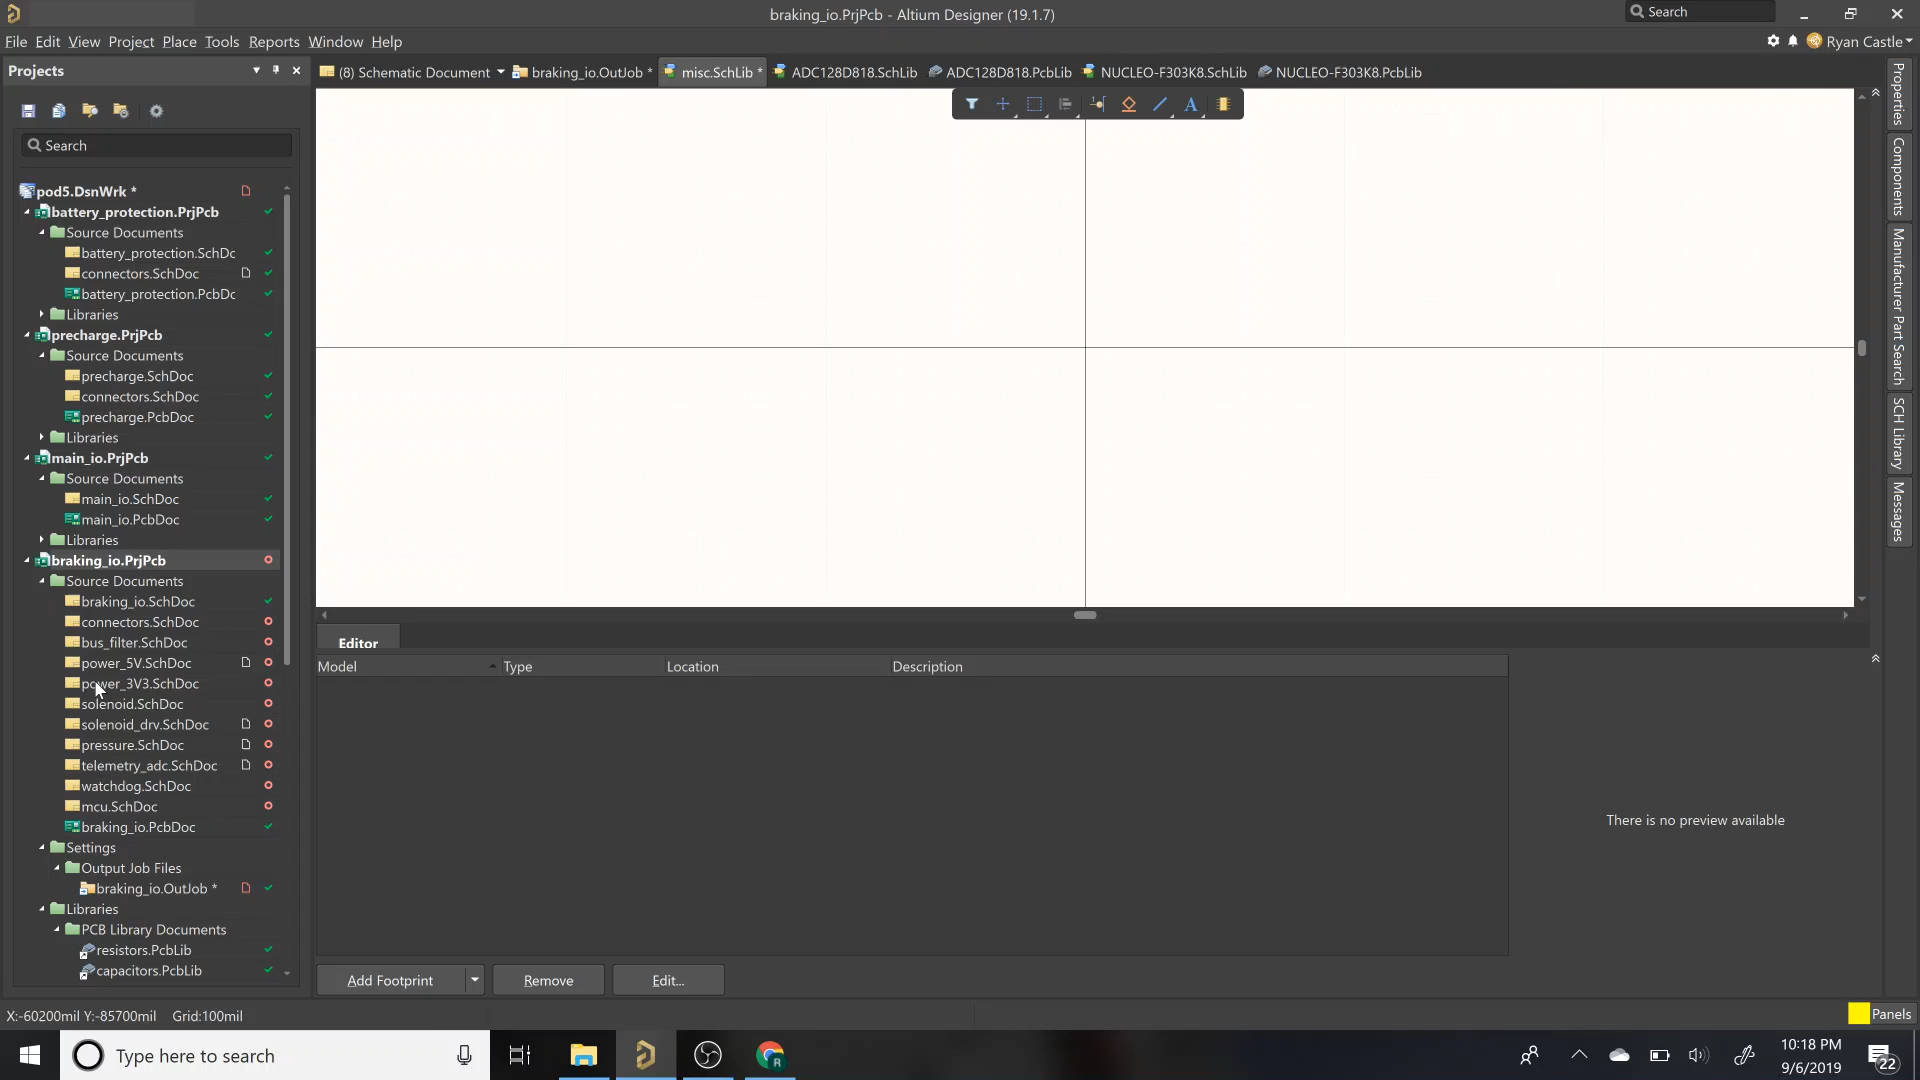 braking_io.PrjPcb - Altium Designer (19.1.7)
Search
File Edit View Project Place Tools Reports Window Help
Ryan Castle
Projects
(8) Schematic Document
braking_io.OutJob *
misc.SchLib *
ADC128D818.SchLib
ADC128D818.PcbLib
NUCLEO-F303K8.SchLib
NUCLEO-F303K8.PcbLib
Search
pod5.DsnWrk *
battery_protection.PrjPcb
Source Documents
battery_protection.SchDc
connectors.SchDoc
battery_protection.PcbDc
Libraries
precharge.PrjPcb
Source Documents
precharge.SchDoc
connectors.SchDoc
precharge.PcbDoc
Libraries
main_io.PrjPcb
Source Documents
main_io.SchDoc
main_io.PcbDoc
Libraries
braking_io.PrjPcb
Source Documents
braking_io.SchDoc
connectors.SchDoc
bus_filter.SchDoc
power_5V.SchDoc
power_3V3.SchDoc
solenoid.SchDoc
solenoid_drv.SchDoc
pressure.SchDoc
telemetry_adc.SchDoc
watchdog.SchDoc
mcu.SchDoc
braking_io.PcbDoc
Settings
Output Job Files
braking_io.OutJob *
Libraries
PCB Library Documents
resistors.PcbLib
capacitors.PcbLib
A
Editor
Model Type Location Description
There is no preview available
Add Footprint Remove Edit...
Properties
Components
Manufacturer Part Search
SCH Library
Messages
X:-60200mil Y:-85700mil Grid:100mil
Panels
Type here to search
R
10:18 PM
9/6/2019
22